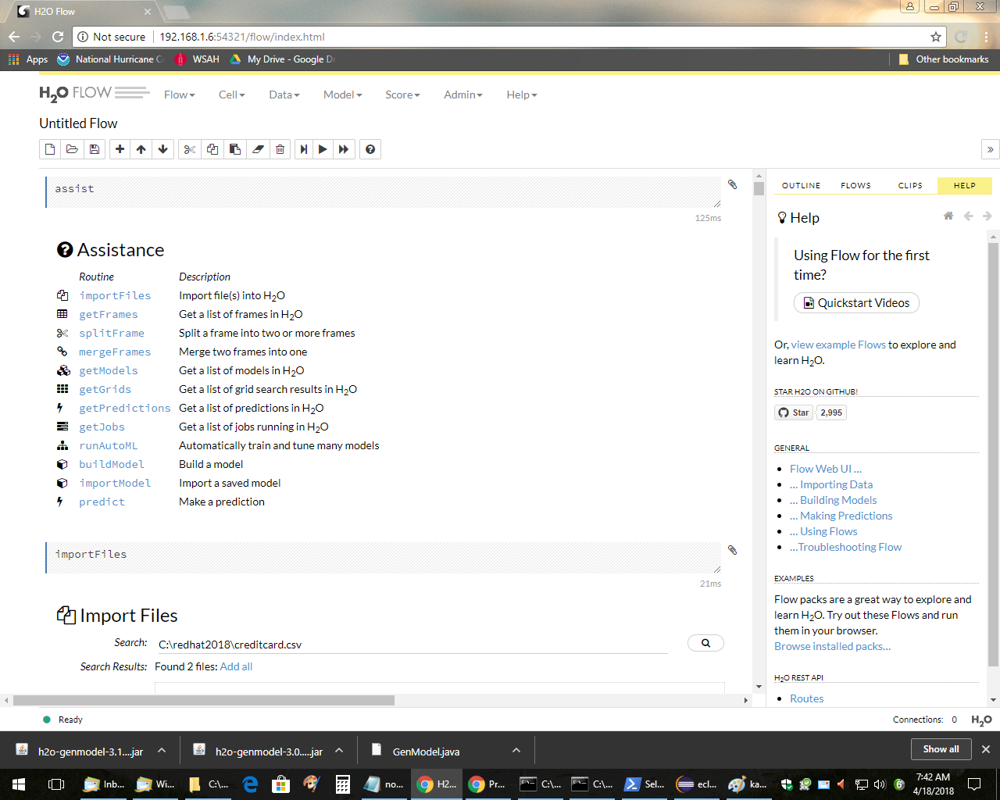 H2O Flow
Not secure 192.168.1.6:54321/flow/index.html
Apps National Hurricane C WSAH My Drive - Google Dr Other bookmarks
H2O FLOW Flow Cell Data Model Score Admin Help
Untitled Flow
assist
125ms
Assistance
Routine Description
importFiles Import file(s) into H2O
getFrames Get a list of frames in H2O
splitFrame Split a frame into two or more frames
mergeFrames Merge two frames into one
getModels Get a list of models in H2O
getGrids Get a list of grid search results in H2O
getPredictions Get a list of predictions in H2O
getJobs Get a list of jobs running in H2O
runAutoML Automatically train and tune many models
buildModel Build a model
importModel Import a saved model
predict Make a prediction
importFiles
21ms
Import Files
Search: C:\redhat2018\creditcard.csv
Search Results: Found 2 files: Add all
OUTLINE FLOWS CLIPS HELP
Help
Using Flow for the first
time?
Quickstart Videos
Or, view example Flows to explore and
learn H2O.
STAR H2O ON GITHUB!
Star 2,995
GENERAL
Flow Web UI ...
... Importing Data
... Building Models
... Making Predictions
... Using Flows
...Troubleshooting Flow
EXAMPLES
Flow packs are a great way to explore and
learn H2O. Try out these Flows and run
them in your browser.
Browse installed packs...
H2O REST API
Routes
Ready Connections: 0 H2O
h2o-genmodel-3.1....jar h2o-genmodel-3.0.....jar GenModel.java Show all
Inb... Wi... C:\... no... H2... Pr... C:\... C:\... Sel... ecl... ka... 6
7:42 AM
4/18/2018